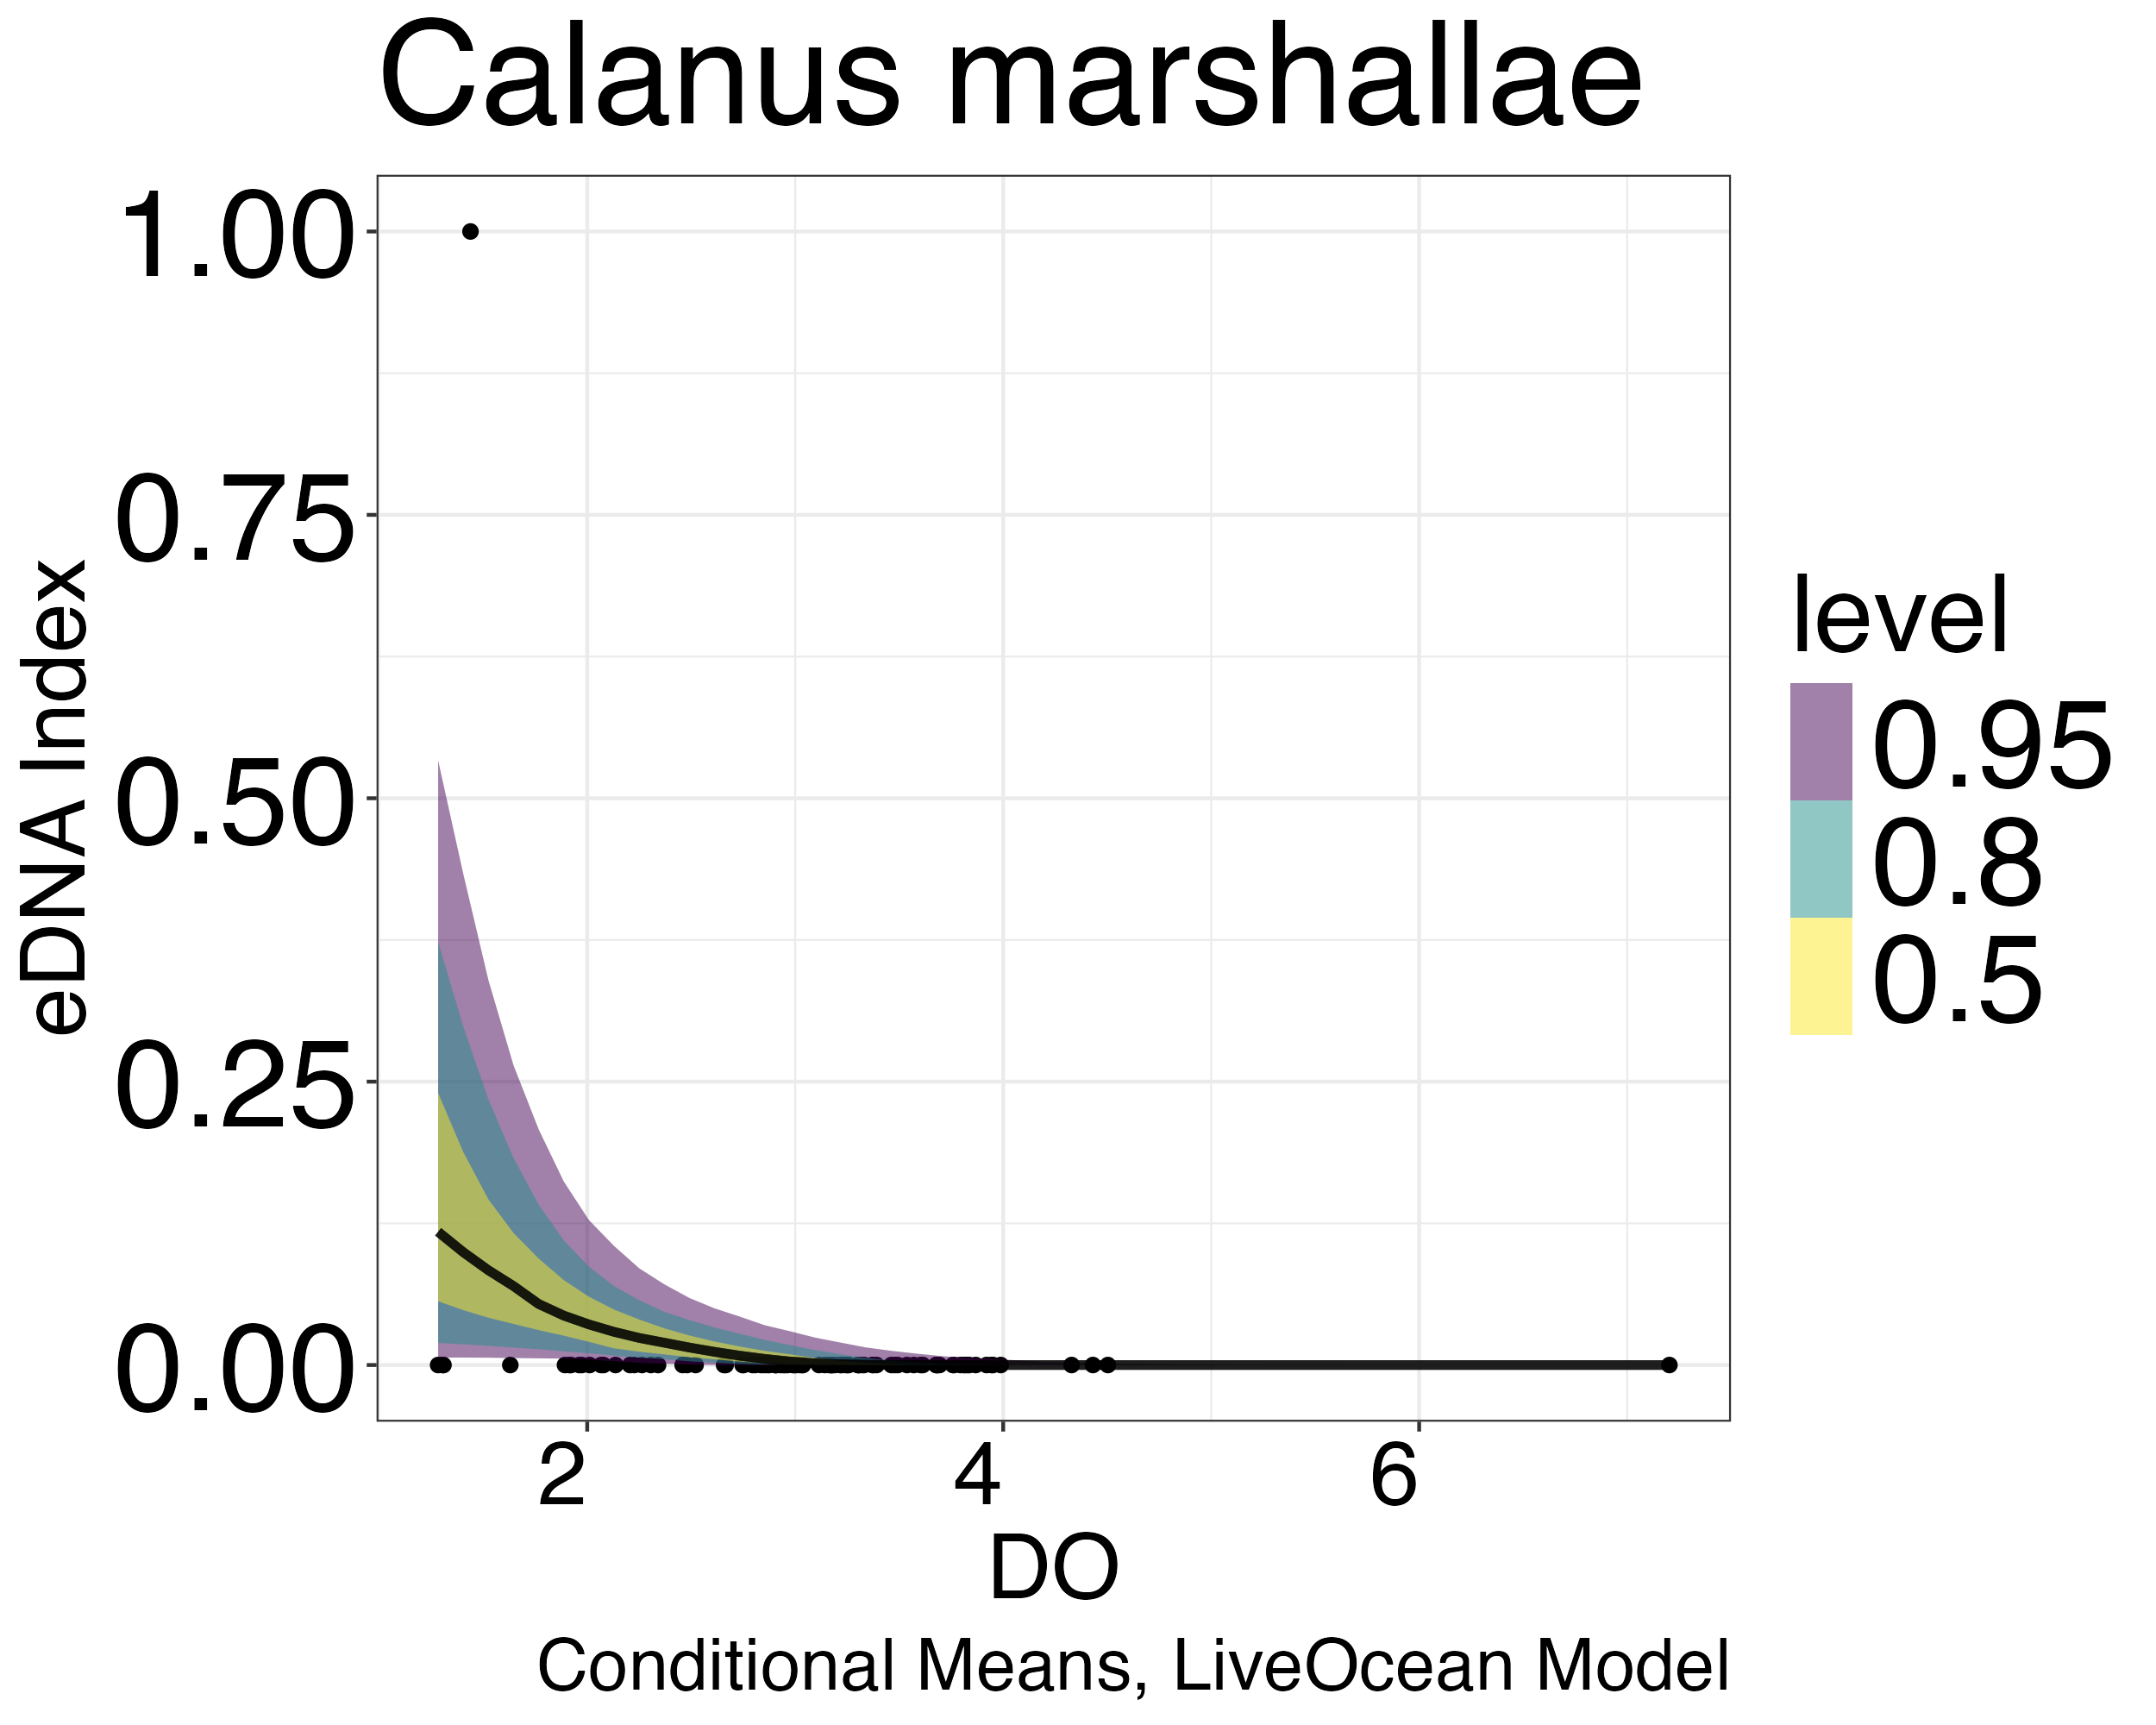 Calanus marshallae
1.00
0.75
0.50
0.25
0.00
eDNA Index
2 4 6
DO
Conditional Means, LiveOcean Model
level
0.95
0.8
0.5